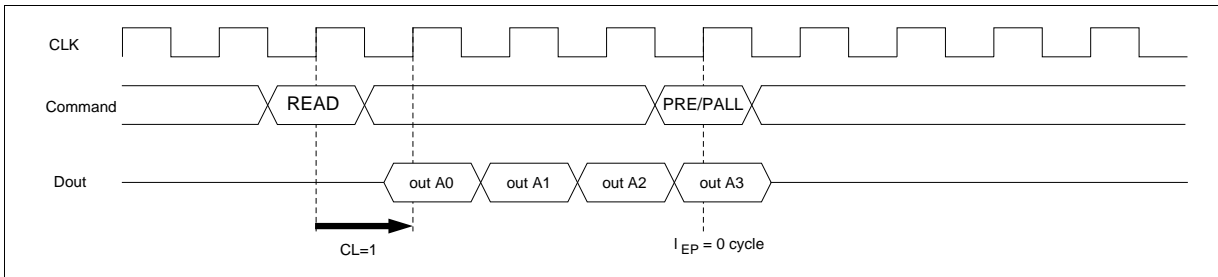 CLK
Command READ PRE/PALL
Dout out A0 out A1 out A2 out A3
CL=1 l EP = 0 cycle